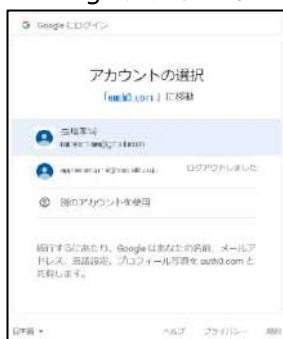 Google にログイン
アカウントの選択
「auth0.com」に移動
ログアウトしました
別のアカウントを使用
続行するにあたり、Google はあなたの名前、メールア
ドレス、言語設定、プロフィール写真を auth0.com と
共有します。
日本語
ヘルプ プライバシー 規約